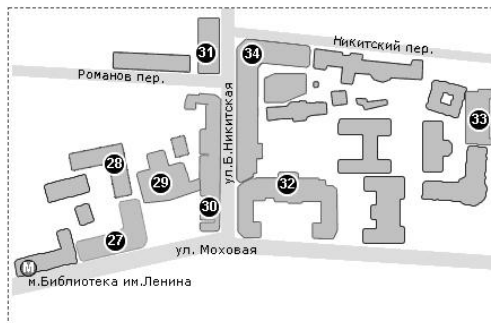 31
34
Никитский пер.
Романов пер.
33
ул.Б.Никитская
28
29
32
30
27
ул. Моховая
М
м.Библиотека им.Ленина